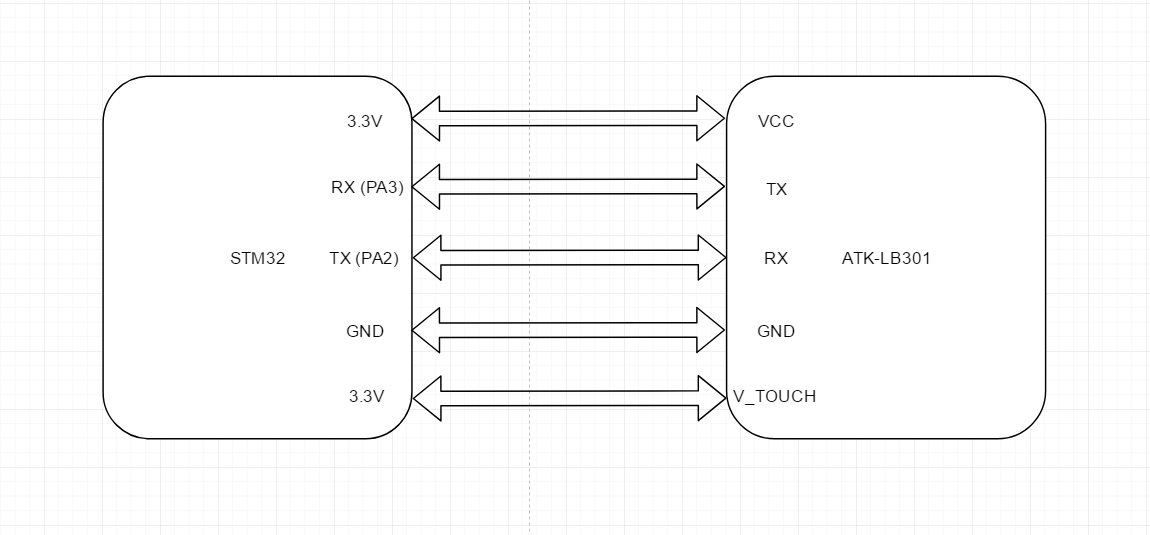 3.3V
VCC
RX (PA3)
TX
STM32
TX (PA2)
RX
ATK-LB301
GND
GND
3.3V
V_TOUCH